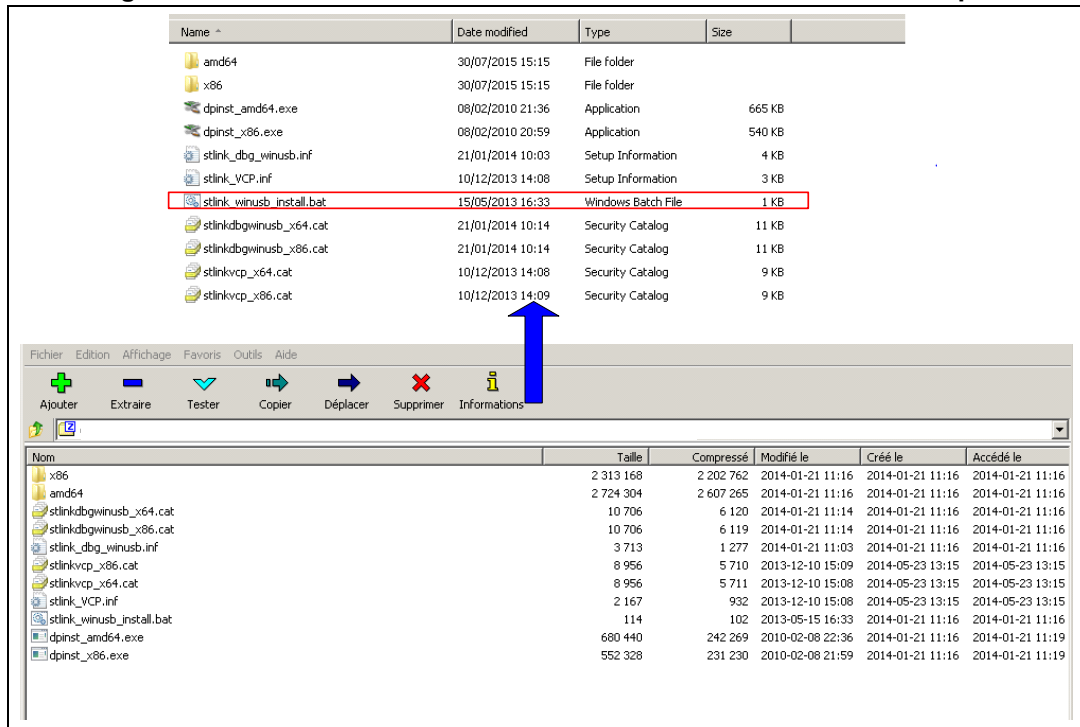 Name Date modified Type Size
amd64 30/07/2015 15:15 File folder
x86 30/07/2015 15:15 File folder
dpinst_amd64.exe 08/02/2010 21:36 Application 665 KB
dpinst_x86.exe 08/02/2010 20:59 Application 540 KB
stlink_dbg_winusb.inf 21/01/2014 10:03 Setup Information 4 KB
stlink_VCP.inf 10/12/2013 14:08 Setup Information 3 KB
stlink_winusb_install.bat 15/05/2013 16:33 Windows Batch File 1 KB
stlinkdbgwinusb_x64.cat 21/01/2014 10:14 Security Catalog 11 KB
stlinkdbgwinusb_x86.cat 21/01/2014 10:14 Security Catalog 11 KB
stlinkvcp_x64.cat 10/12/2013 14:08 Security Catalog 9 KB
stlinkvcp_x86.cat 10/12/2013 14:09 Security Catalog 9 KB
Fichier Edition Affichage Favoris Outils Aide
Ajouter Extraire Tester Copier Déplacer Supprimer Informations
Nom Taille Compressé Modifié le Créé le Accédé le
x86 2 313 168 2 202 762 2014-01-21 11:16 2014-01-21 11:16 2014-01-21 11:16
amd64 2 724 304 2 607 265 2014-01-21 11:16 2014-01-21 11:16 2014-01-21 11:16
stlinkdbgwinusb_x64.cat 10 706 6 120 2014-01-21 11:14 2014-01-21 11:16 2014-01-21 11:16
stlinkdbgwinusb_x86.cat 10 706 6 119 2014-01-21 11:14 2014-01-21 11:16 2014-01-21 11:16
stlink_dbg_winusb.inf 3 713 1 277 2014-01-21 11:03 2014-01-21 11:16 2014-01-21 11:16
stlinkvcp_x86.cat 8 956 5 710 2013-12-10 15:09 2014-05-23 13:15 2014-05-23 13:15
stlinkvcp_x64.cat 8 956 5 711 2013-12-10 15:08 2014-05-23 13:15 2014-05-23 13:15
stlink_VCP.inf 2 167 932 2013-12-10 15:08 2014-05-23 13:15 2014-05-23 13:15
stlink_winusb_install.bat 114 102 2013-05-15 16:33 2014-01-21 11:16 2014-01-21 11:16
dpinst_amd64.exe 680 440 242 269 2010-02-08 22:36 2014-01-21 11:16 2014-01-21 11:19
dpinst_x86.exe 552 328 231 230 2010-02-08 21:59 2014-01-21 11:16 2014-01-21 11:19